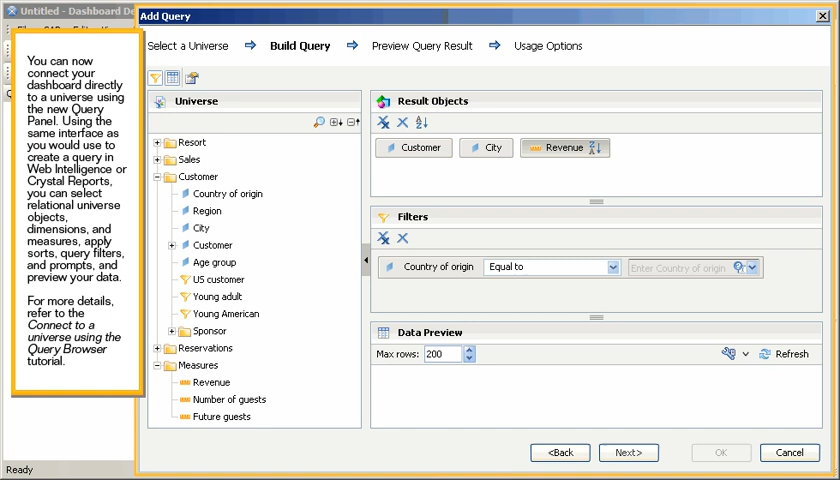 Untitled - Dashboard De
Add Query
Select a Universe
Build Query
Preview Query Result
Usage Options
You can now
connect your
dashboard directly
to a universe using
the new Query
Panel. Using the
same interface as
you would use to
create a query in
Web Intelligence or
Crystal Reports,
you can select
relational universe
objects,
dimensions, and
measures, apply
sorts, query filters,
and prompts, and
preview your data.
For more details,
refer to the
Connect to a
universe using the
Query Browser
tutorial.
Universe
Resort
Sales
Customer
Country of origin
Region
City
Customer
Age group
US customer
Young adult
Young American
Sponsor
Reservations
Measures
Revenue
Number of guests
Future guests
Result Objects
Customer
City
Revenue
Filters
Country of origin
Equal to
Enter Country of origin
Data Preview
Max rows: 200
Refresh
<Back
Next>
OK
Cancel
Ready